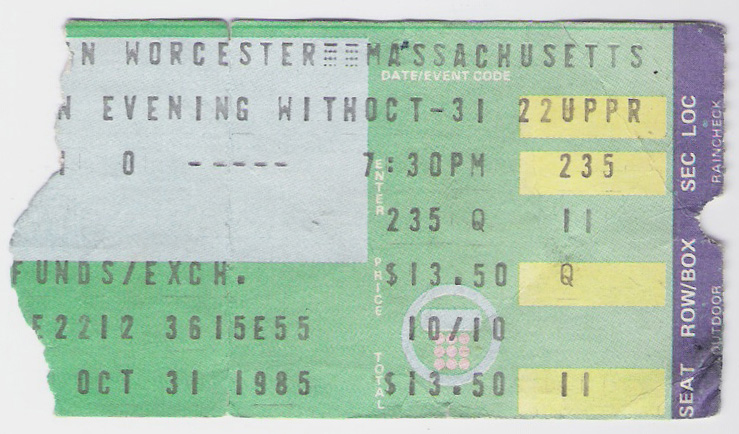 N WORCESTER MASSACHUSETTS
DATE/EVENT CODE
N EVENING WITHOCT-31 22UPPR
0 ----- 7:30PM 235
ENTER
235 Q 11
FUNDS/EXCH. $13.50 Q
PRICE
E2212 3615E55 10/10
OCT 31 1985 $13.50 11
TOTAL
SEC LOC
RAINCHECK
ROW/BOX
OUTDOOR
SEAT